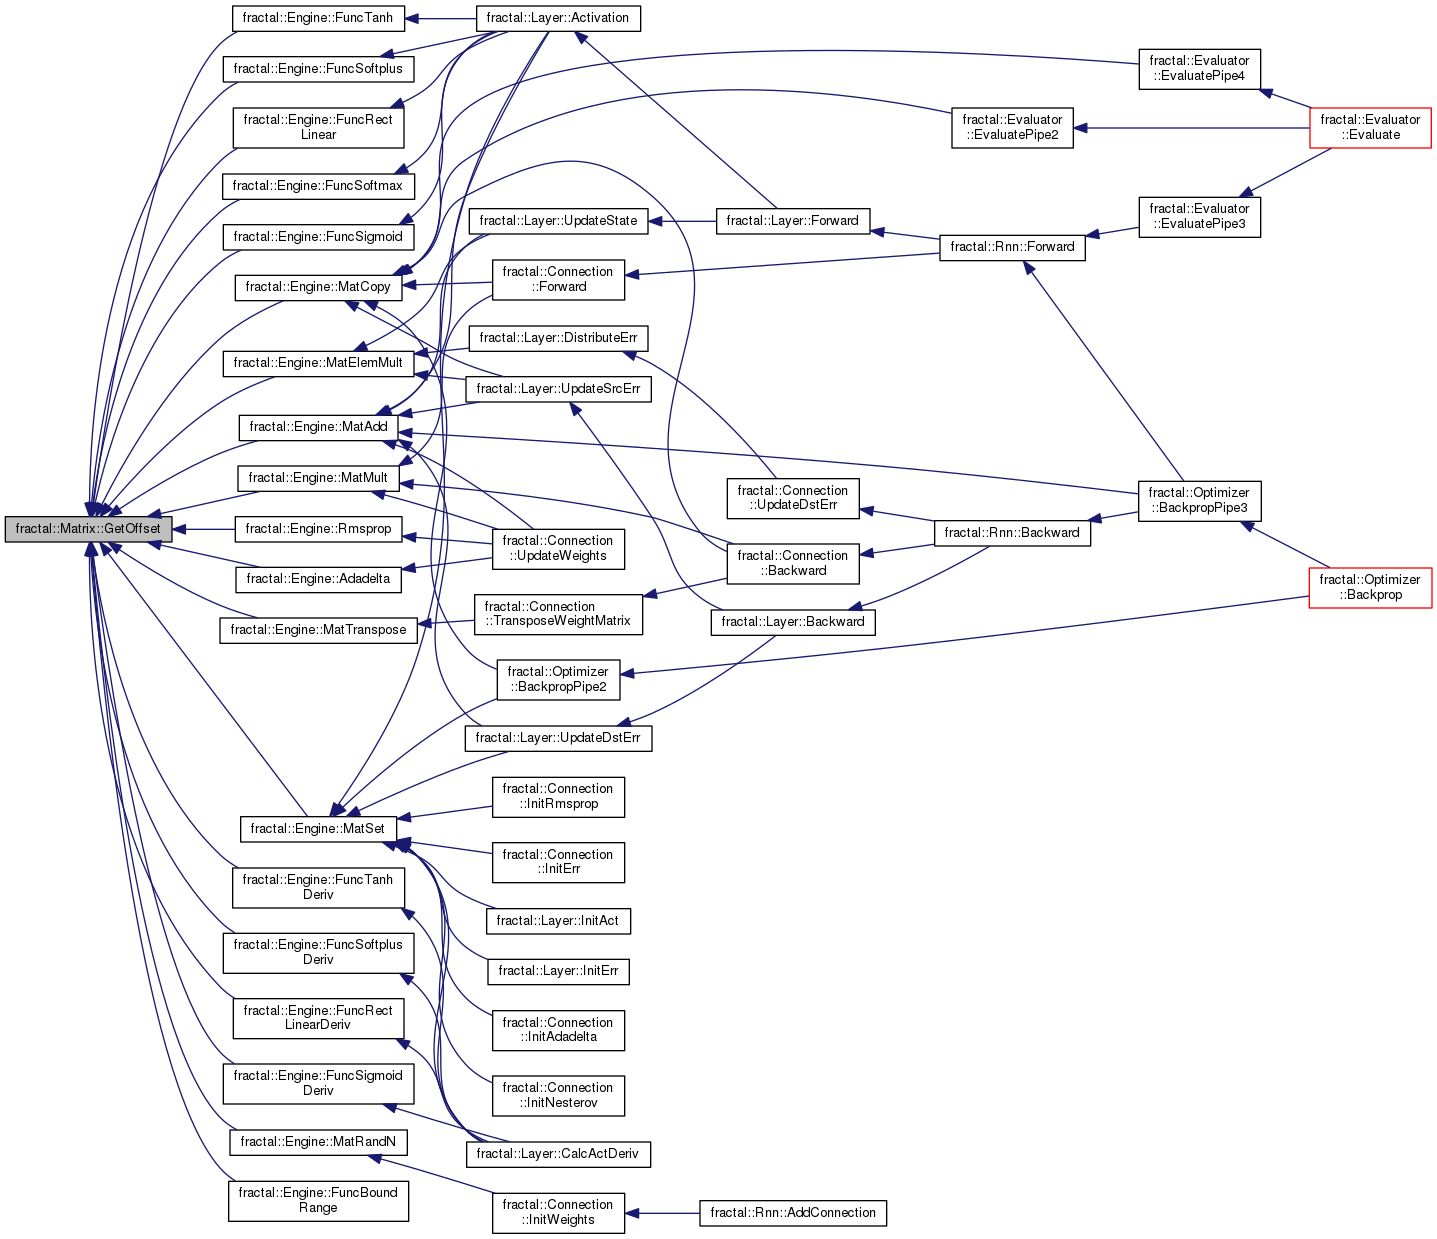 fractal::Matrix::GetOffset
fractal::Engine::FuncTanh
fractal::Engine::FuncSoftplus
fractal::Engine::FuncRect
Linear
fractal::Engine::FuncSoftmax
fractal::Engine::FuncSigmoid
fractal::Engine::MatCopy
fractal::Engine::MatElemMult
fractal::Engine::MatAdd
fractal::Engine::MatMult
fractal::Engine::Rmsprop
fractal::Engine::Adadelta
fractal::Engine::MatTranspose
fractal::Engine::MatSet
fractal::Engine::FuncTanh
Deriv
fractal::Engine::FuncSoftplus
Deriv
fractal::Engine::FuncRect
LinearDeriv
fractal::Engine::FuncSigmoid
Deriv
fractal::Engine::MatRandN
fractal::Engine::FuncBound
Range
fractal::Layer::Activation
fractal::Layer::UpdateState
fractal::Connection
::Forward
fractal::Layer::DistributeErr
fractal::Layer::UpdateSrcErr
fractal::Connection
::UpdateWeights
fractal::Connection
::TransposeWeightMatrix
fractal::Optimizer
::BackpropPipe2
fractal::Layer::UpdateDstErr
fractal::Connection
::InitRmsprop
fractal::Connection
::InitErr
fractal::Layer::InitAct
fractal::Layer::InitErr
fractal::Connection
::InitAdadelta
fractal::Connection
::InitNesterov
fractal::Layer::CalcActDeriv
fractal::Connection
::InitWeights
fractal::Layer::Forward
fractal::Connection
::UpdateDstErr
fractal::Connection
::Backward
fractal::Layer::Backward
fractal::Rnn::AddConnection
fractal::Evaluator
::EvaluatePipe2
fractal::Rnn::Forward
fractal::Rnn::Backward
fractal::Evaluator
::EvaluatePipe4
fractal::Evaluator
::EvaluatePipe3
fractal::Optimizer
::BackpropPipe3
fractal::Evaluator
::Evaluate
fractal::Optimizer
::Backprop